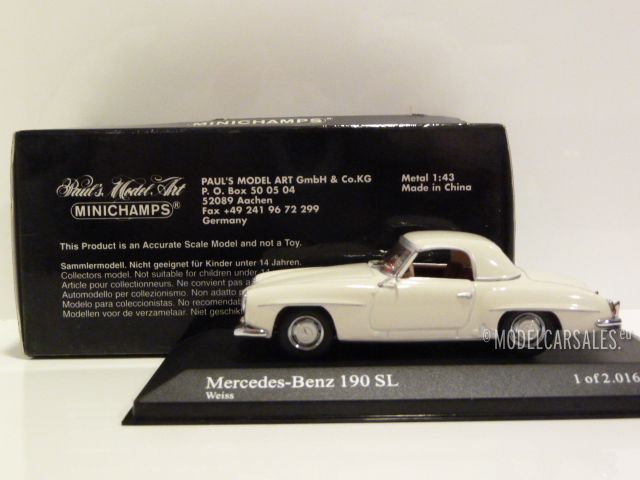 MINICHAMPS®
Paul's Model Art
MINICHAMPS®
PAUL'S MODEL ART GmbH & Co.KG
P. O. Box 50 05 04
52089 Aachen
Fax +49 241 96 72 299
Germany
Metal 1:43
Made in China
This Product is an Accurate Scale Model and not a Toy.
Sammlermodell. Nicht geeignet für Kinder unter 14 Jahren.
Collectors model. Not suitable for children under 14
Article pour collectionneurs. Ne convient pas a
Automodello per collezionismo. Non adatto
Modelo para coleccionistas. No recomendab
Modellen voor de verzamelaar. Niet
©MODELCARSALES.eu
Mercedes-Benz 190 SL
Weiss
1 of 2.016